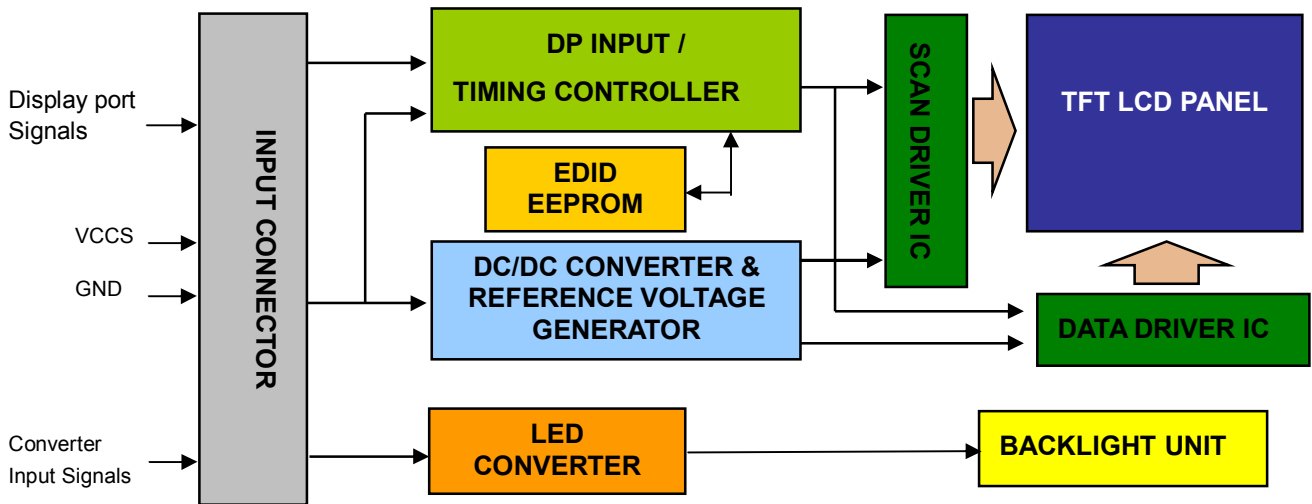 Display port
Signals
VCCS
GND
Converter
Input Signals
INPUT CONNECTOR
DP INPUT /
TIMING CONTROLLER
EDID
EEPROM
DC/DC CONVERTER &
REFERENCE VOLTAGE
GENERATOR
LED
CONVERTER
SCAN DRIVER IC
TFT LCD PANEL
DATA DRIVER IC
BACKLIGHT UNIT